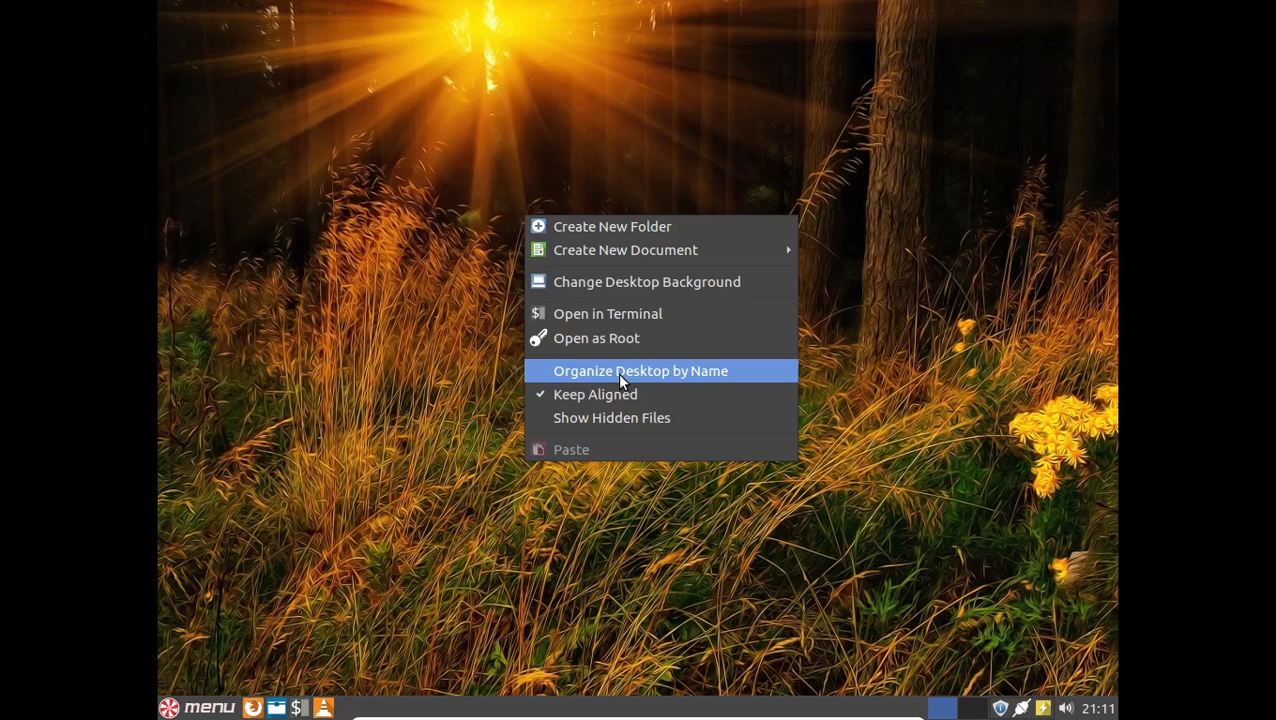 Create New Folder
Create New Document
Change Desktop Background
$ Open in Terminal
Open as Root
Organize Desktop by Name
Keep Aligned
Show Hidden Files
Paste
menu $ 21:11